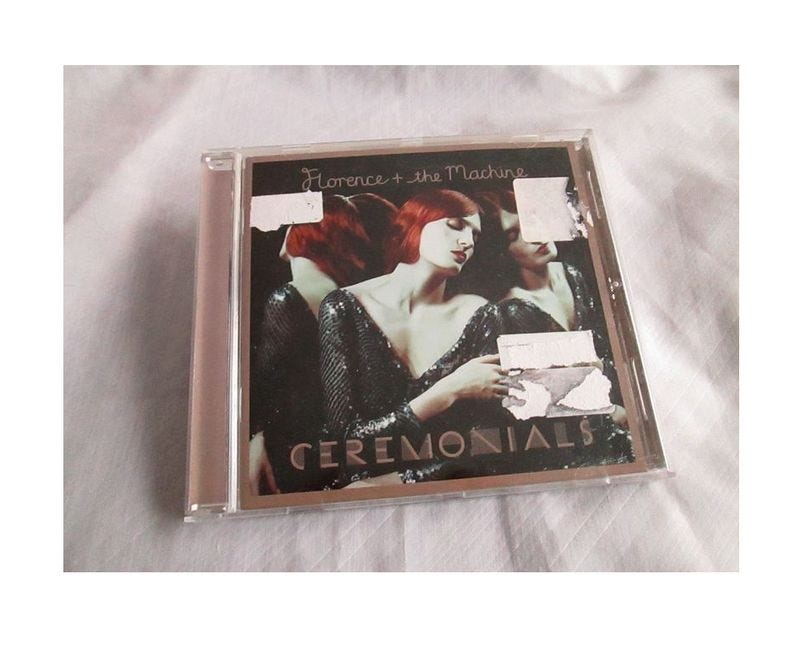 Florence + the Machine
CEREMONIALS